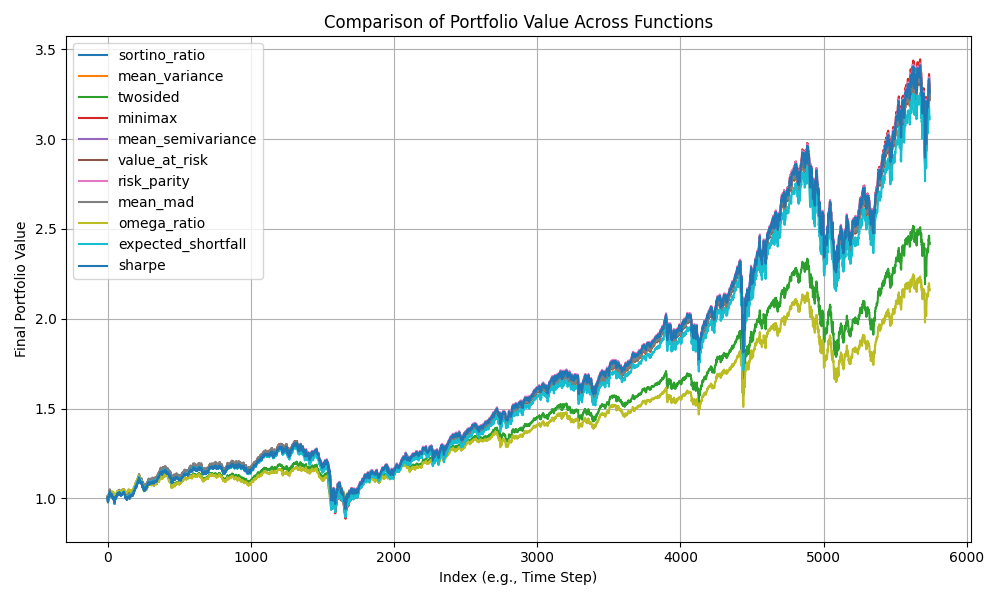 Comparison of Portfolio Value Across Functions
3.5
3.0
2.5
2.0
1.5
1.0
Final Portfolio Value
sortino_ratio
mean_variance
twosided
minimax
mean_semivariance
value_at_risk
risk_parity
mean_mad
omega_ratio
expected_shortfall
sharpe
0 1000 2000 3000 4000 5000 6000
Index (e.g., Time Step)